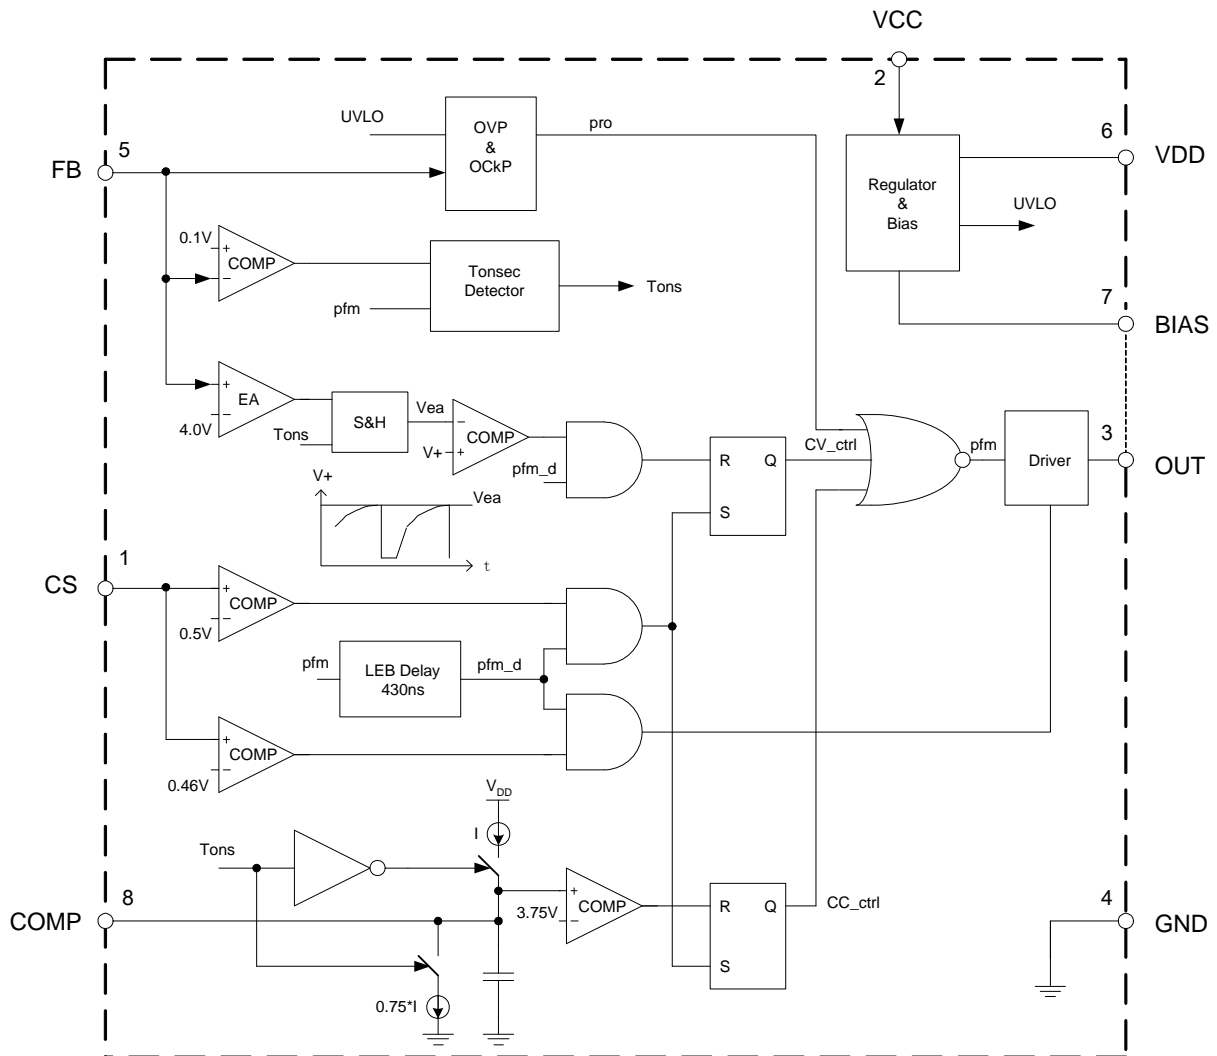 VCC
2
UVLO
OVP
&
OCkP
pro
6
VDD
5
FB
Regulator
&
Bias
UVLO
0.1V
+
COMP
−
Tonsec
Detector
Tons
pfm
7
BIAS
+
EA
−
4.0V
S&H
Tons
Vea
−
COMP
V+
+
pfm_d
R
Q
S
CV_ctrl
pfm
Driver
3
OUT
V+
Vea
t
1
CS
+
COMP
−
0.5V
pfm
LEB Delay
430ns
pfm_d
+
COMP
−
0.46V
VDD
I
Tons
8
COMP
+
COMP
3.75V
−
R
Q
S
CC_ctrl
4
GND
0.75*I